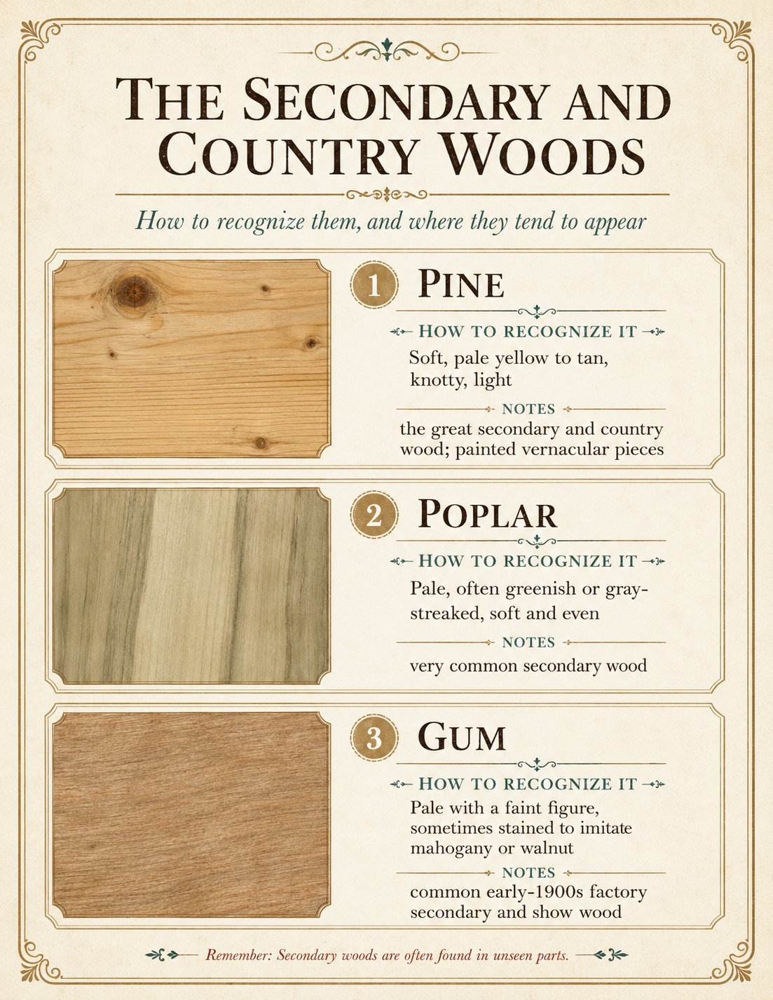 The Secondary and
Country Woods
How to recognize them, and where they tend to appear
1 Pine
How to recognize it
Soft, pale yellow to tan,
knotty, light
NOTES
the great secondary and country
wood; painted vernacular pieces
2 Poplar
How to recognize it
Pale, often greenish or gray-
streaked, soft and even
NOTES
very common secondary wood
3 Gum
How to recognize it
Pale with a faint figure,
sometimes stained to imitate
mahogany or walnut
NOTES
common early-1900s factory
secondary and show wood
Remember: Secondary woods are often found in unseen parts.